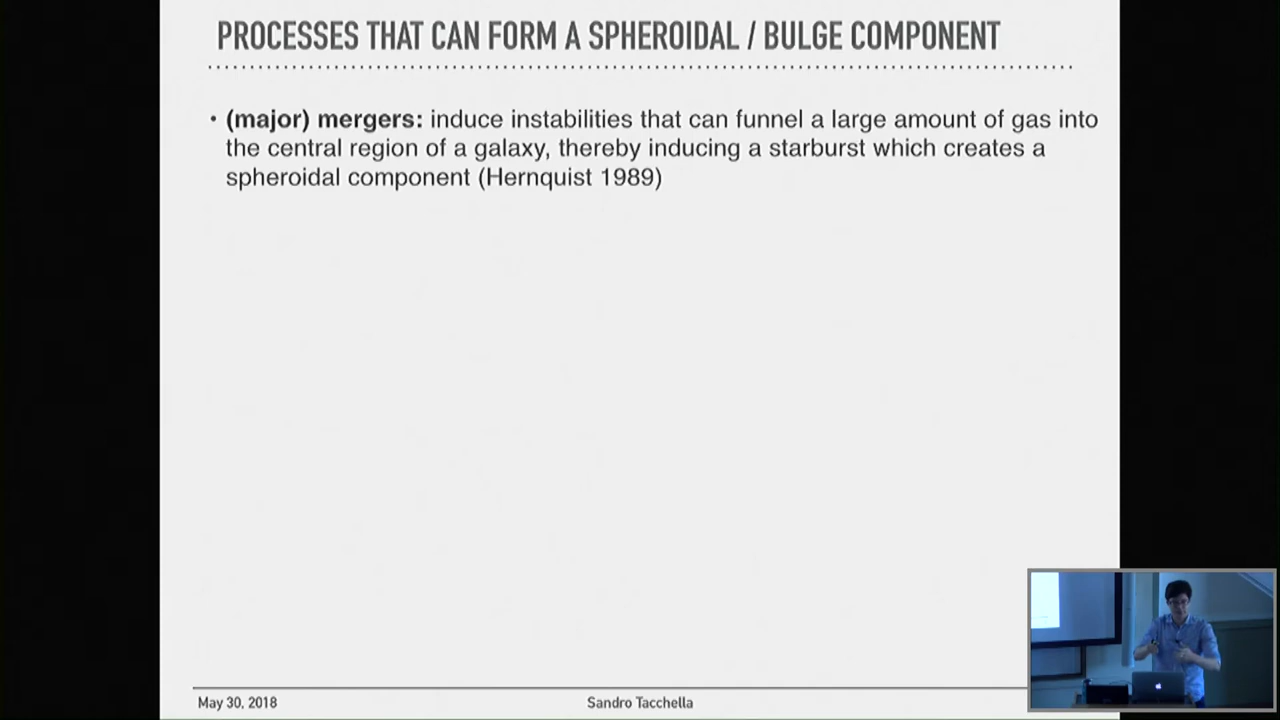 PROCESSES THAT CAN FORM A SPHEROIDAL / BULGE COMPONENT
• (major) mergers: induce instabilities that can funnel a large amount of gas into
the central region of a galaxy, thereby inducing a starburst which creates a
spheroidal component (Hernquist 1989)
May 30, 2018
Sandro Tacchella